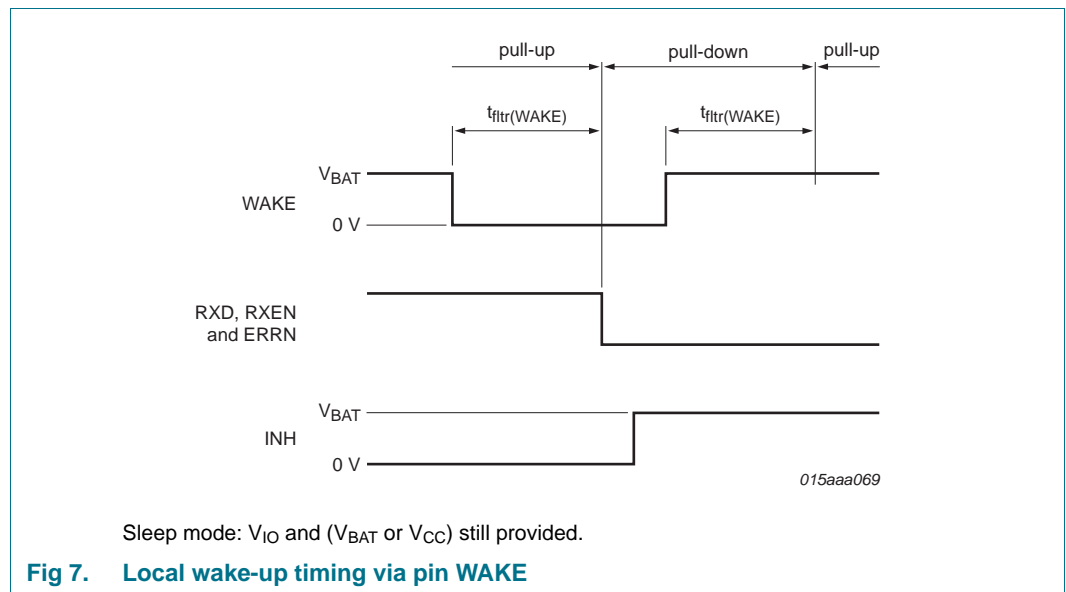 pull-up
pull-down
pull-up
tfltr(WAKE)
tfltr(WAKE)
VBAT
WAKE
0 V
RXD, RXEN
and ERRN
VBAT
INH
0 V
015aaa069
Sleep mode: VIO and (VBAT or VCC) still provided.
Fig 7. Local wake-up timing via pin WAKE